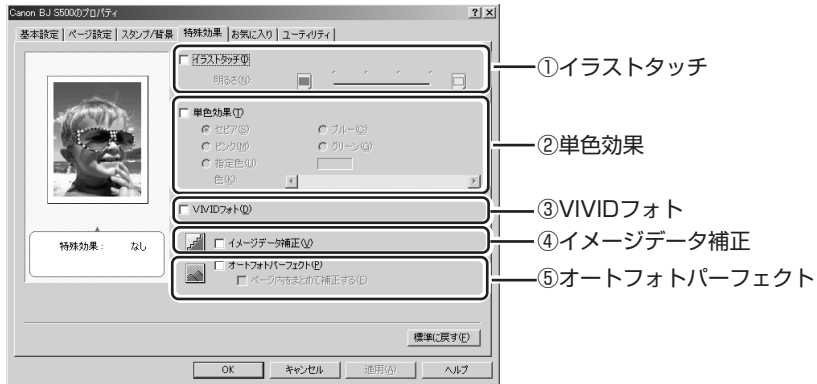 Canon BJ S500のプロパティ
基本設定 ページ設定 スタンプ/背景 特殊効果 お気に入り ユーティリティ
イラストタッチ(I)
明るさ(N):
単色効果(T)
セピア(S) ブルー(C)
ピンク(M) グリーン(G)
指定色(U)
色(K):
VIVIDフォト(D)
イメージデータ補正(V)
オートフォトパーフェクト(P)
ページ内をまとめて補正する(E)
特殊効果: なし
標準に戻す(F)
OK キャンセル 適用(A) ヘルプ
①イラストタッチ
②単色効果
③VIVIDフォト
④イメージデータ補正
⑤オートフォトパーフェクト